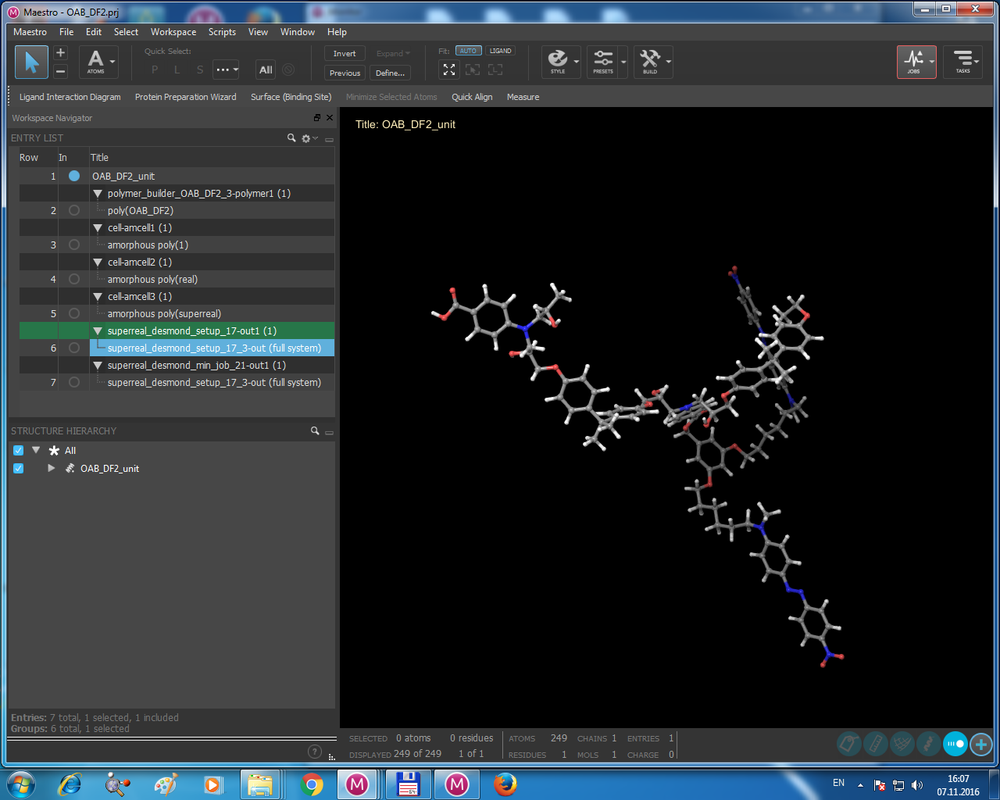 Maestro - OAB_DF2.prj
Maestro File Edit Select Workspace Scripts View Window Help
Quick Select:
P L S ... All
ATOMS
Invert Expand
Previous Define...
Fit: AUTO LIGAND
STYLE PRESETS BUILD JOBS TASKS
Ligand Interaction Diagram Protein Preparation Wizard Surface (Binding Site) Minimize Selected Atoms Quick Align Measure
Workspace Navigator
ENTRY LIST
Row In Title
1 OAB_DF2_unit
polymer_builder_OAB_DF2_3-polymer1 (1)
2 poly(OAB_DF2)
cell-amcell1 (1)
3 amorphous poly(1)
cell-amcell2 (1)
4 amorphous poly(real)
cell-amcell3 (1)
5 amorphous poly(superreal)
superreal_desmond_setup_17-out1 (1)
6 superreal_desmond_setup_17_3-out (full system)
superreal_desmond_min_job_21-out1 (1)
7 superreal_desmond_setup_17_3-out (full system)
STRUCTURE HIERARCHY
All
OAB_DF2_unit
Entries: 7 total, 1 selected, 1 included
Groups: 6 total, 1 selected
Title: OAB_DF2_unit
SELECTED 0 atoms 0 residues ATOMS 249 CHAINS 1 ENTRIES 1
DISPLAYED 249 of 249 1 of 1 RESIDUES 1 MOLS 1 CHARGE 0
EN
16:07
07.11.2016